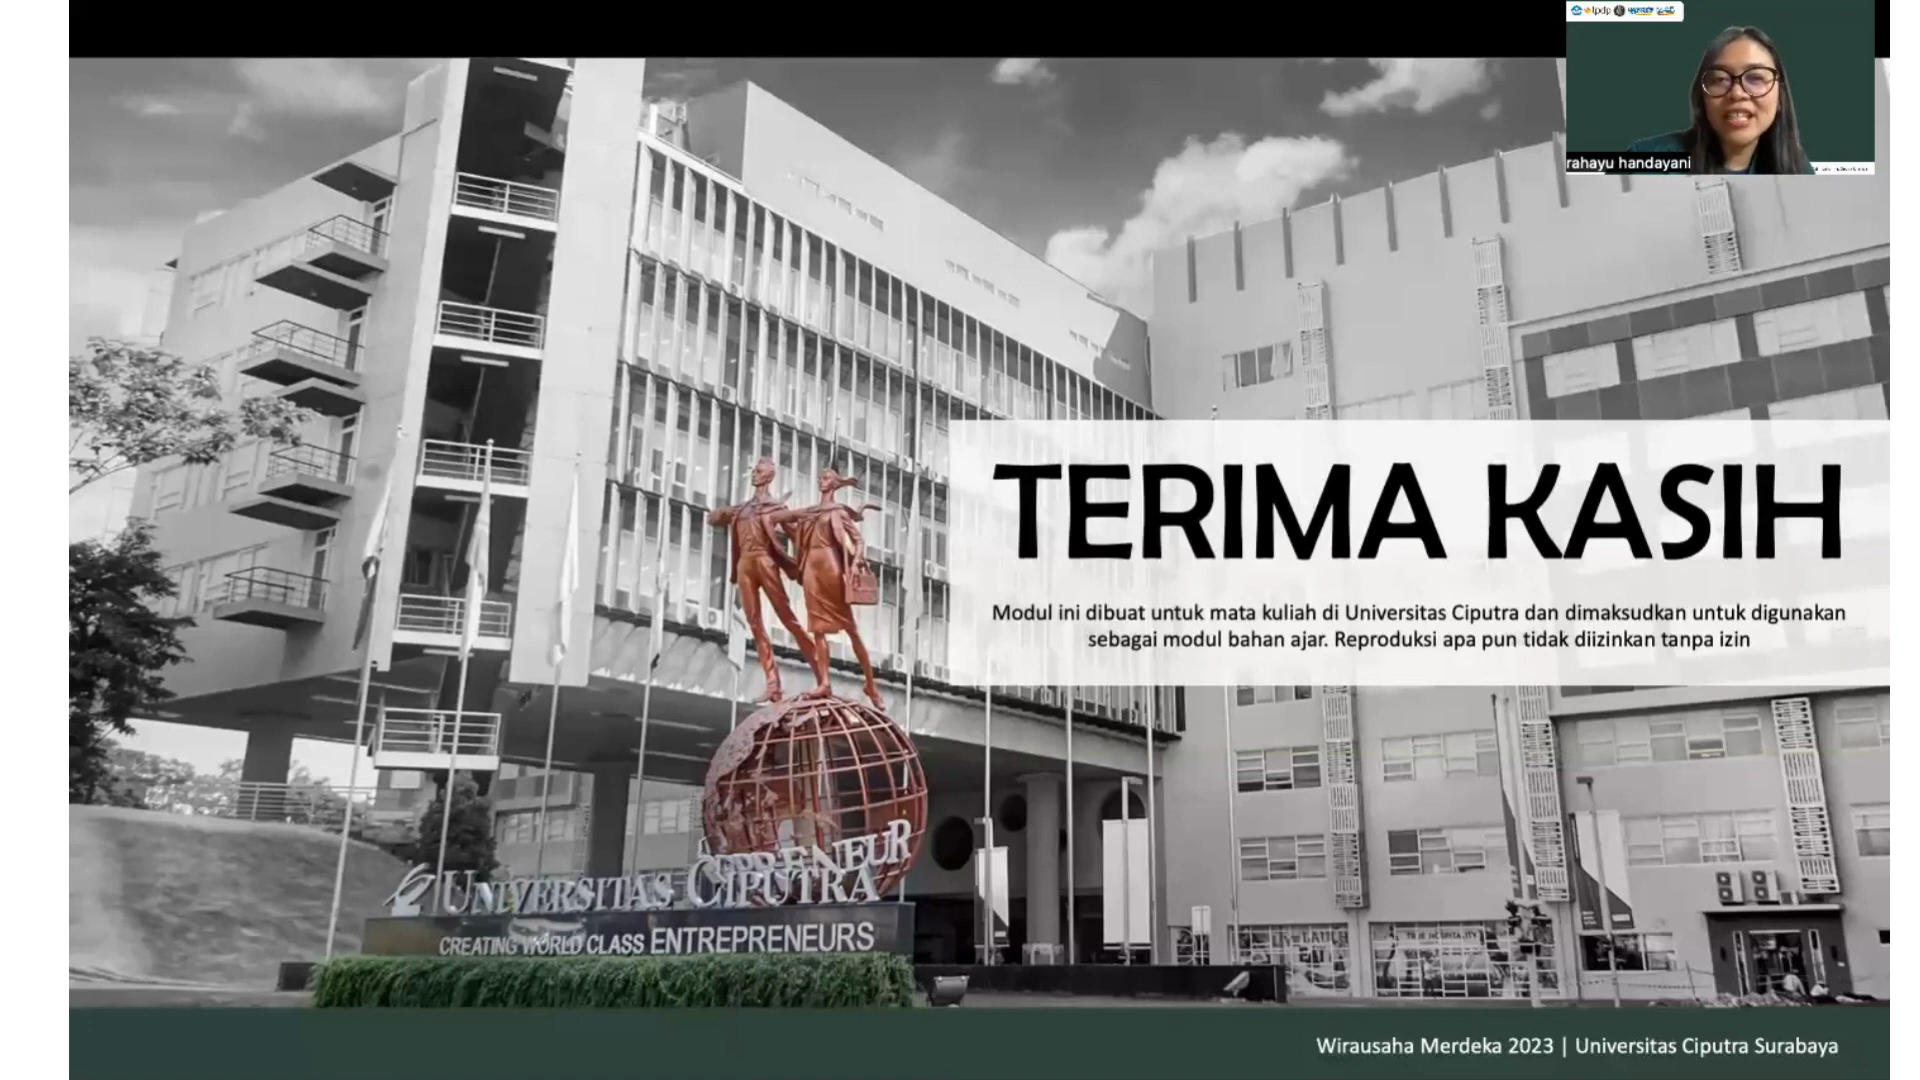 lpdp
rahayu handayani
TERIMA KASIH
Modul ini dibuat untuk mata kuliah di Universitas Ciputra dan dimaksudkan untuk digunakan
sebagai modul bahan ajar. Reproduksi apa pun tidak diizinkan tanpa izin
UNIVERSITAS CIPUTRA
CREATING WORLD CLASS ENTREPRENEURS
Wirausaha Merdeka 2023 | Universitas Ciputra Surabaya